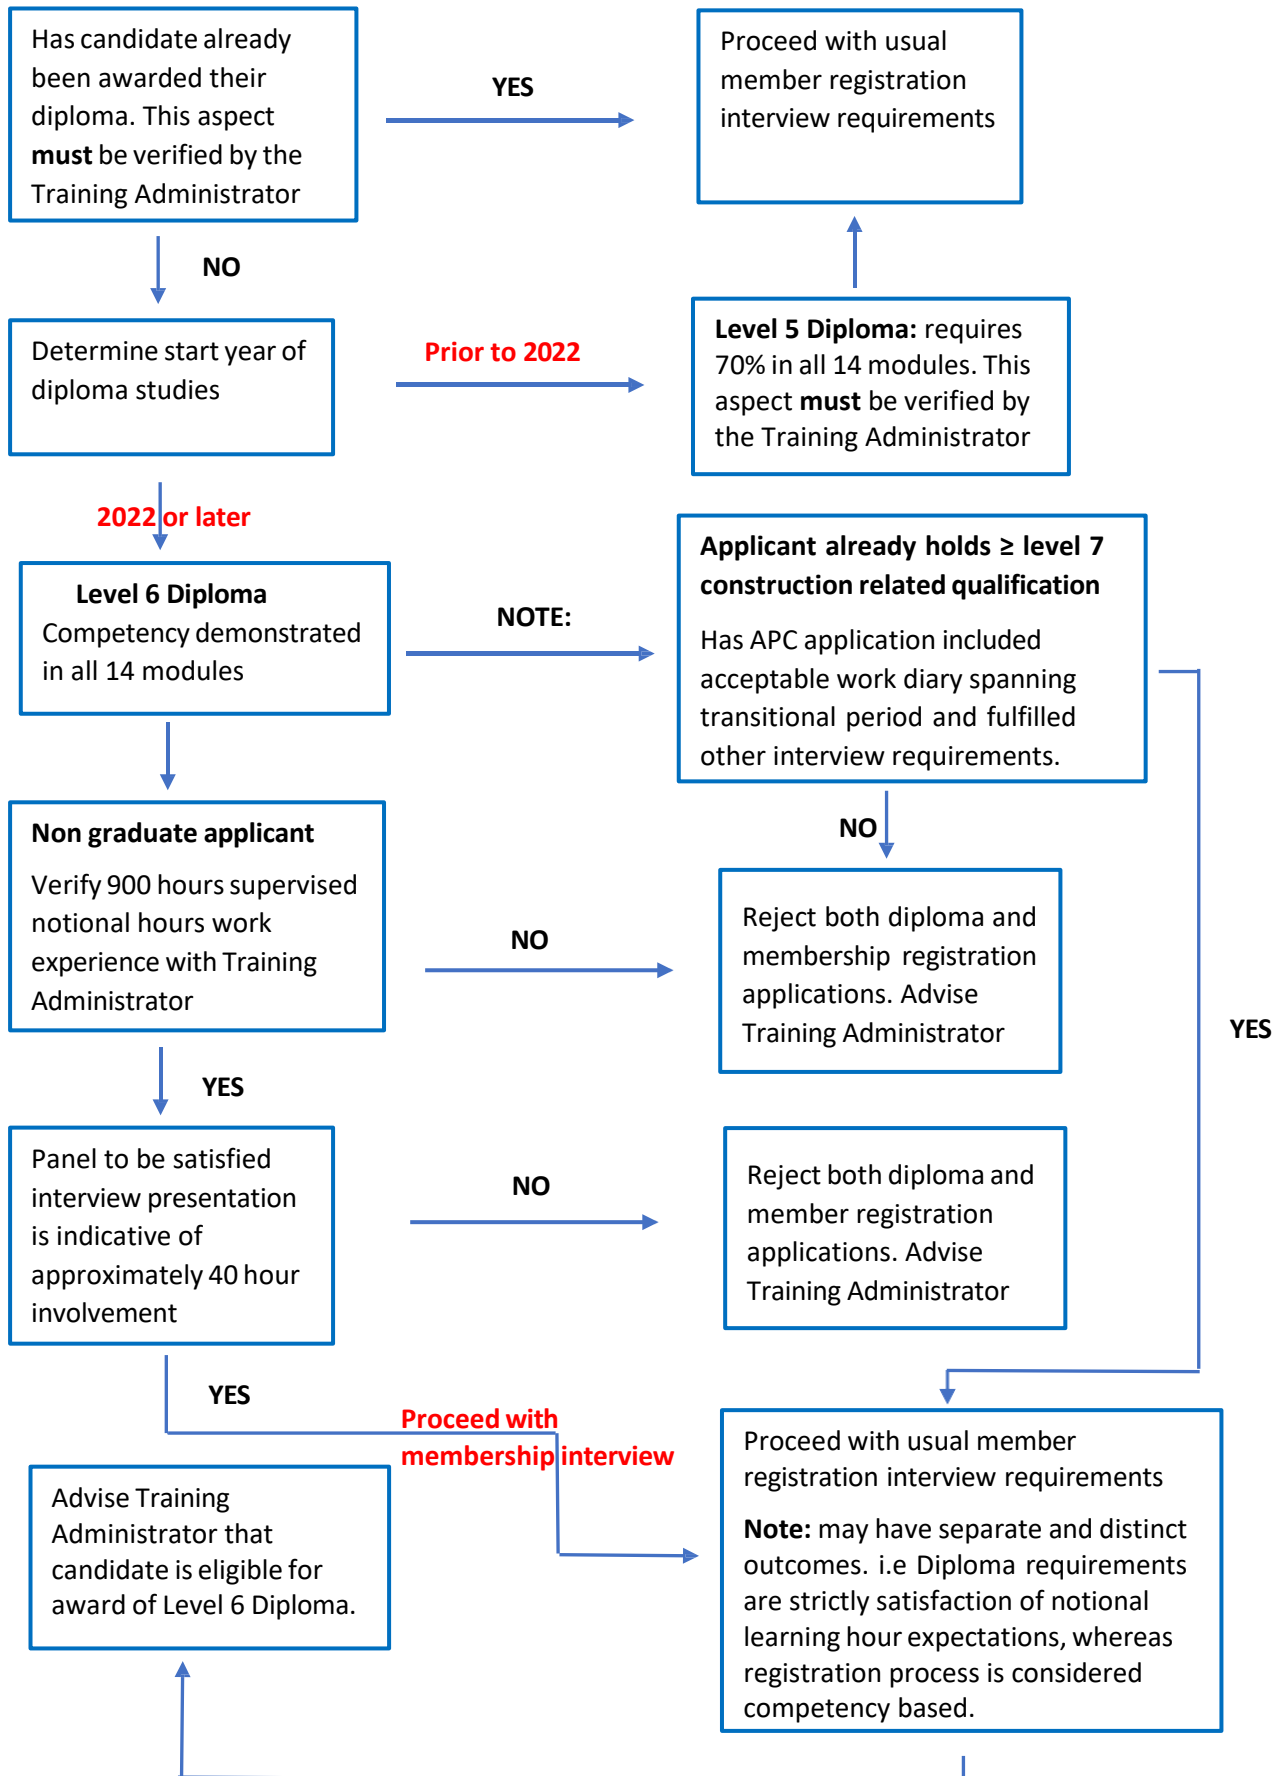 Has candidate already
been awarded their
diploma. This aspect
must be verified by the
Training Administrator
YES
Proceed with usual
member registration
interview requirements
NO
Determine start year of
diploma studies
Prior to 2022
Level 5 Diploma: requires
70% in all 14 modules. This
aspect must be verified by
the Training Administrator
2022 or later
Level 6 Diploma
Competency demonstrated
in all 14 modules
NOTE:
Applicant already holds ≥ level 7
construction related qualification
Has APC application included
acceptable work diary spanning
transitional period and fulfilled
other interview requirements.
NO
YES
Non graduate applicant
Verify 900 hours supervised
notional hours work
experience with Training
Administrator
NO
Reject both diploma and
membership registration
applications. Advise
Training Administrator
YES
Panel to be satisfied
interview presentation
is indicative of
approximately 40 hour
involvement
NO
Reject both diploma and
member registration
applications. Advise
Training Administrator
YES
Proceed with
membership interview
Advise Training
Administrator that
candidate is eligible for
award of Level 6 Diploma.
Proceed with usual member
registration interview requirements
Note: may have separate and distinct
outcomes. i.e Diploma requirements
are strictly satisfaction of notional
learning hour expectations, whereas
registration process is considered
competency based.